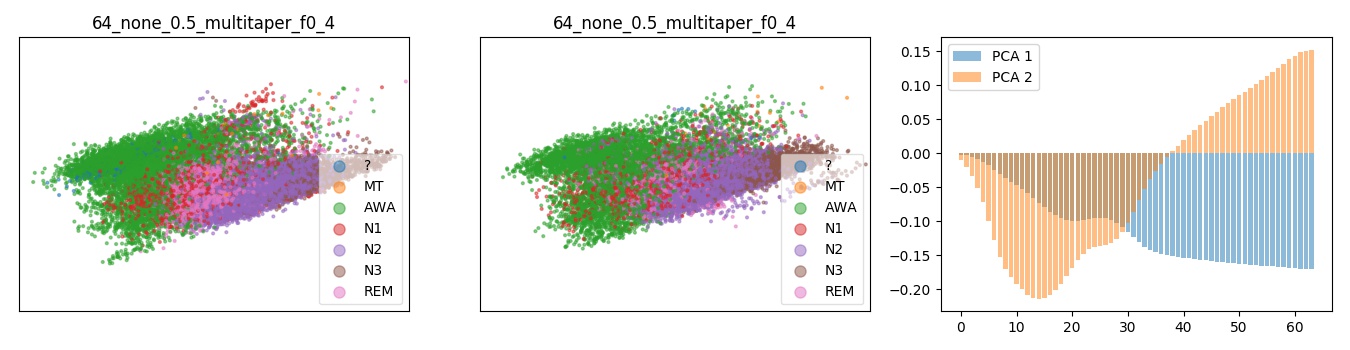 64_none_0.5_multitaper_f0_4
?
MT
AWA
N1
N2
N3
REM
64_none_0.5_multitaper_f0_4
?
MT
AWA
N1
N2
N3
REM
PCA 1
PCA 2
0.15
0.10
0.05
0.00
−0.05
−0.10
−0.15
−0.20
0 10 20 30 40 50 60